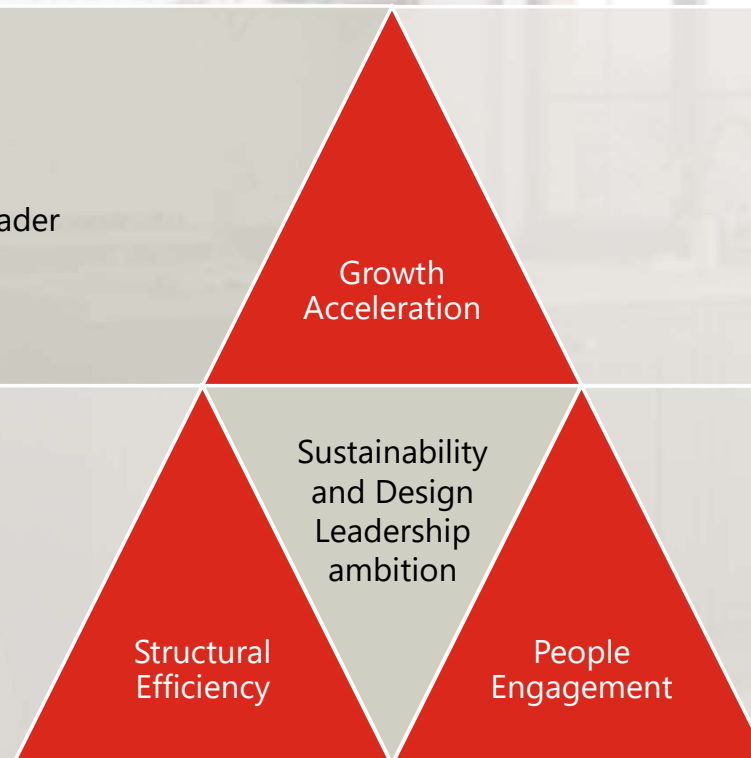 ader
Growth
Acceleration
Sustainability
and Design
Leadership
ambition
Structural
Efficiency
People
Engagement